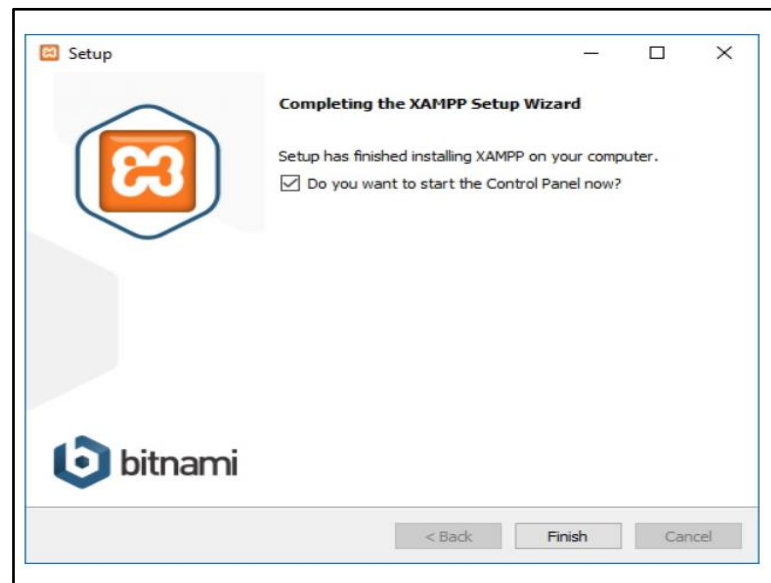 Setup
Completing the XAMPP Setup Wizard
Setup has finished installing XAMPP on your computer.
Do you want to start the Control Panel now?
bitnami
< Back
Finish
Cancel